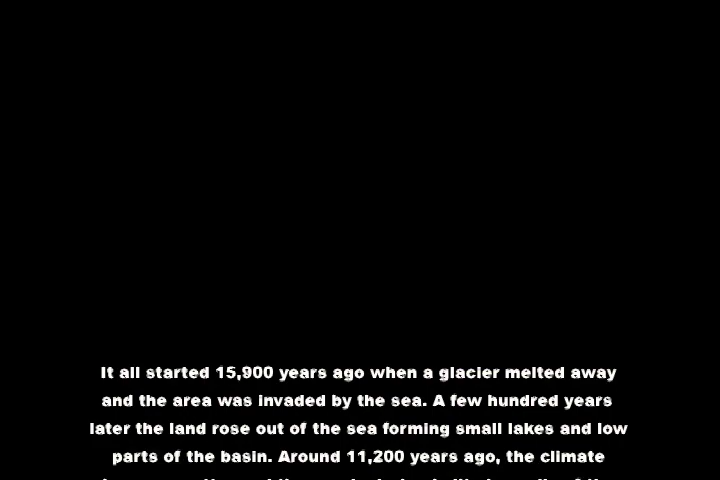 It all started 15,900 years ago when a glacier melted away
and the area was invaded by the sea. A few hundred years
later the land rose out of the sea forming small lakes and low
parts of the basin. Around 11,200 years ago, the climate